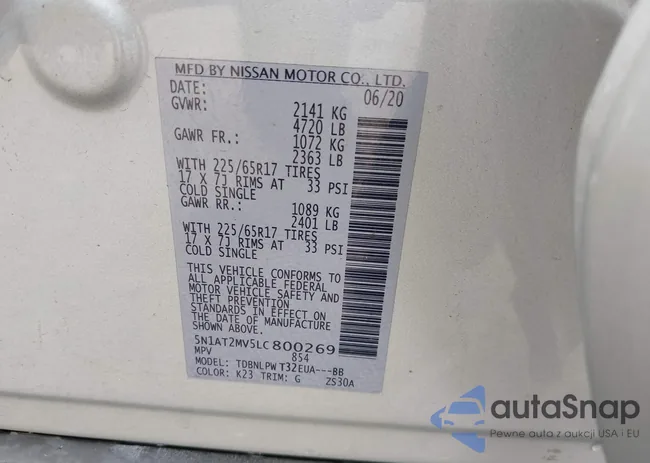 MFD BY NISSAN MOTOR CO., LTD.
DATE: 06/20
GVWR: 2141 KG
4720 LB
GAWR FR.: 1072 KG
2363 LB
WITH 225/65R17 TIRES
17 X 7J RIMS AT 33 PSI
COLD SINGLE
GAWR RR.: 1089 KG
2401 LB
WITH 225/65R17 TIRES
17 X 7J RIMS AT 33 PSI
COLD SINGLE
THIS VEHICLE CONFORMS TO
ALL APPLICABLE FEDERAL
MOTOR VEHICLE SAFETY AND
THEFT PREVENTION
STANDARDS IN EFFECT ON
THE DATE OF MANUFACTURE
SHOWN ABOVE.
5N1AT2MV5LC800269
MPV 854
MODEL: TDBNLPW T32EUA---BB
COLOR: K23 TRIM: G ZS30A
autoSnap
Pewne auta z aukcji USA i EU